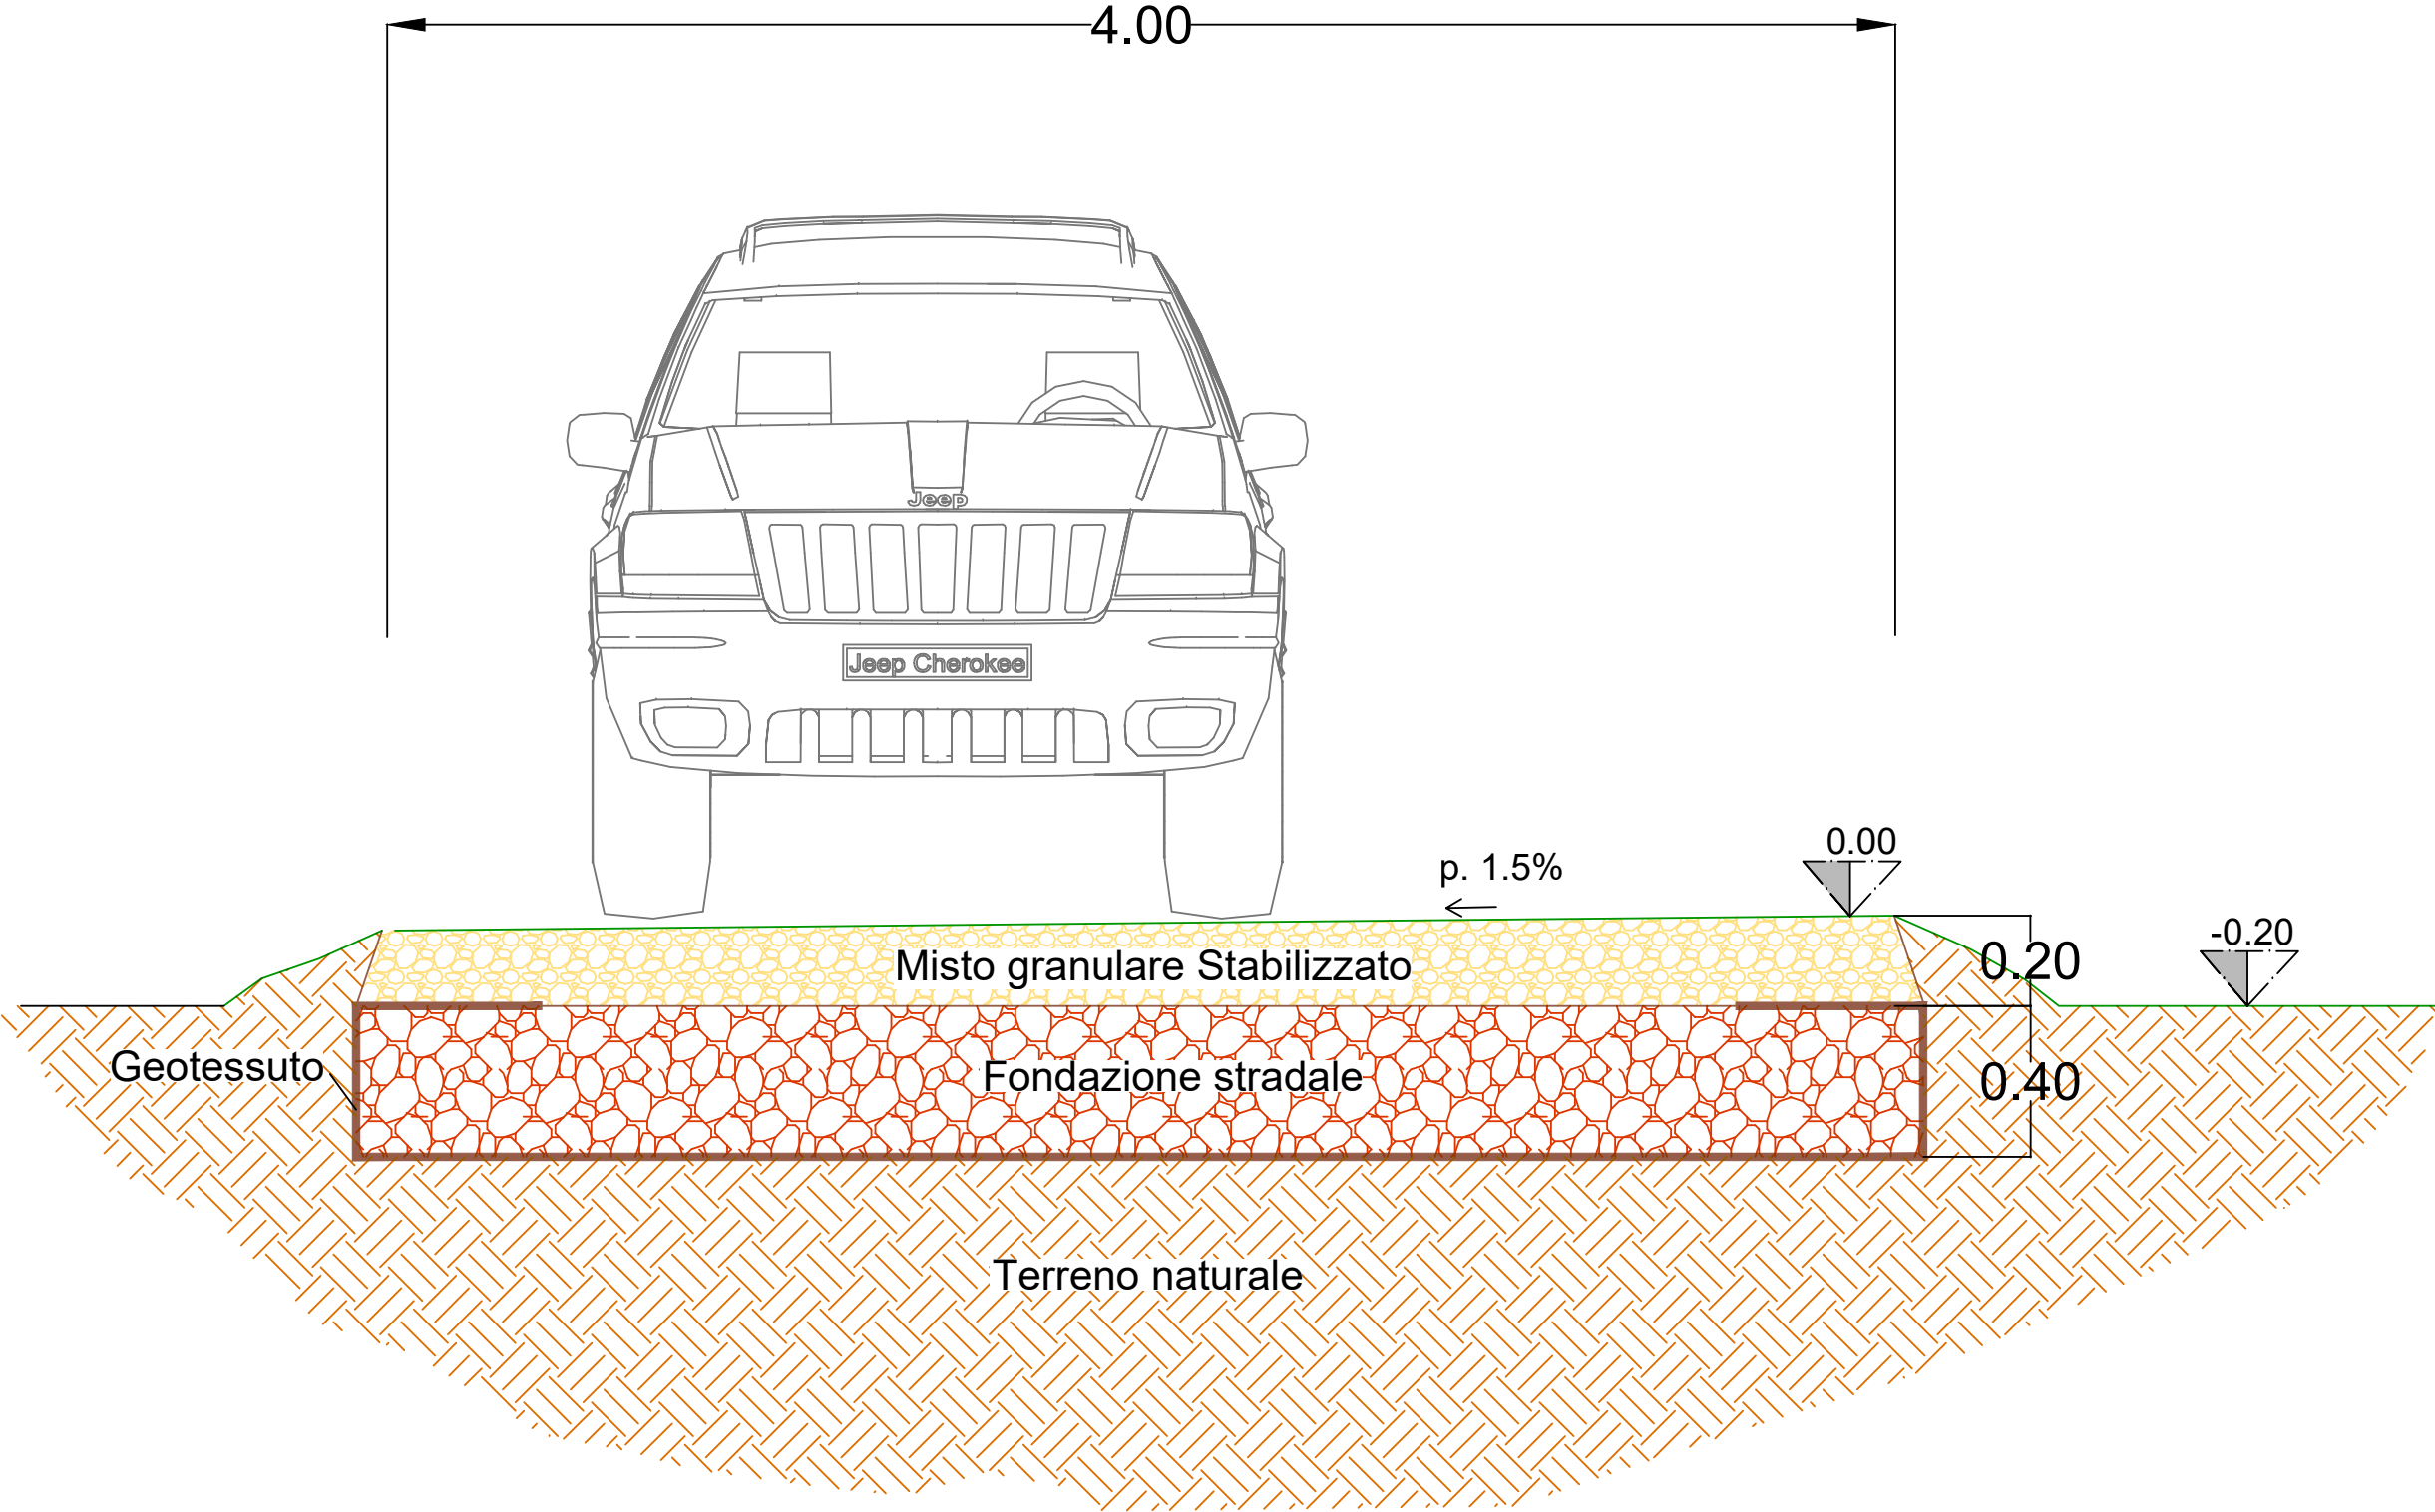 4.00
Jeep
Jeep Cherokee
p. 1.5%
0.00
-0.20
0.20
Misto granulare Stabilizzato
Geotessuto
Fondazione stradale
0.40
Terreno naturale